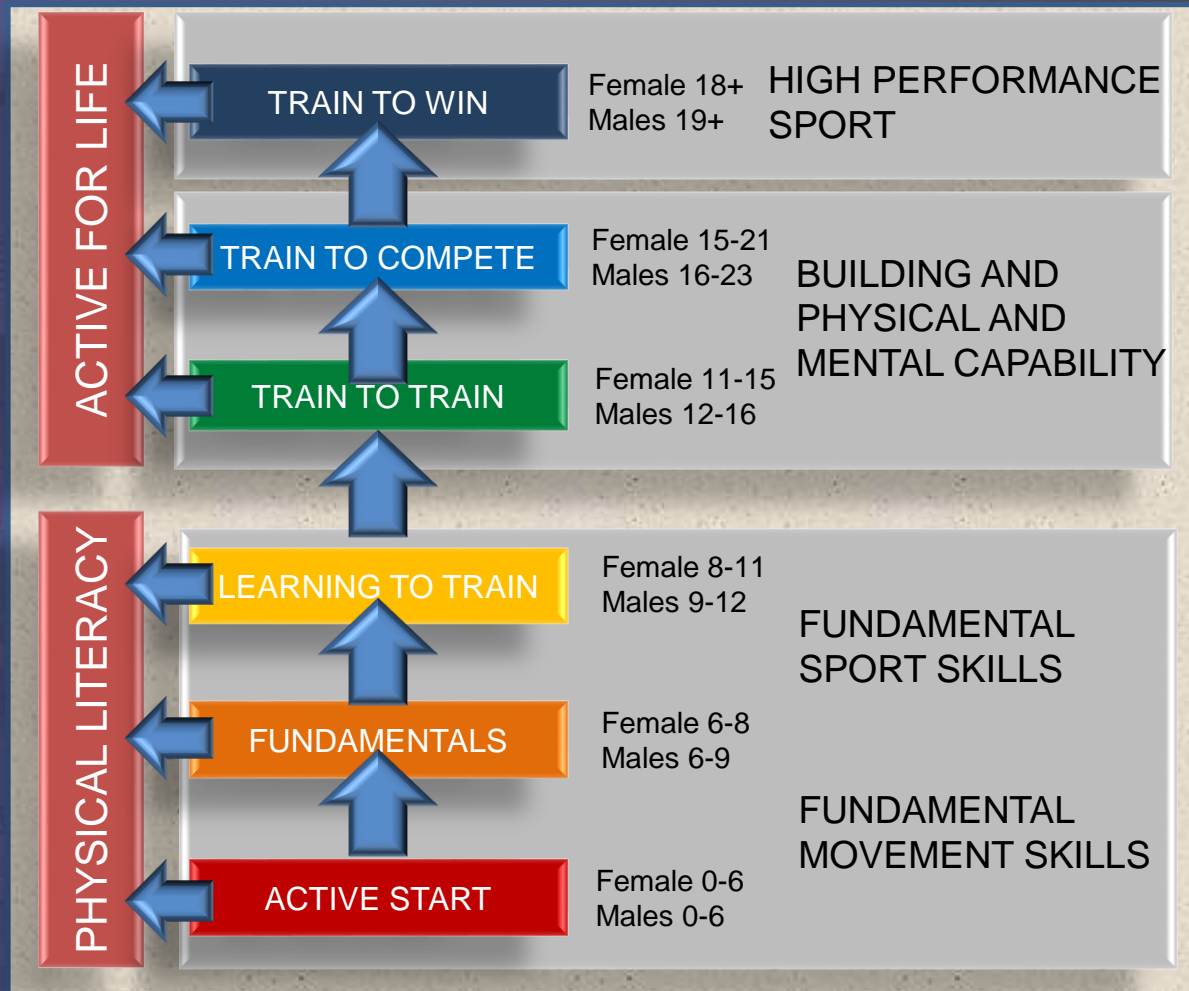 ACTIVE FOR LIFE
TRAIN TO WIN
Female 18+
Males 19+
HIGH PERFORMANCE
SPORT
TRAIN TO COMPETE
Female 15-21
Males 16-23
BUILDING AND
PHYSICAL AND
MENTAL CAPABILITY
TRAIN TO TRAIN
Female 11-15
Males 12-16
PHYSICAL LITERACY
LEARNING TO TRAIN
Female 8-11
Males 9-12
FUNDAMENTAL
SPORT SKILLS
FUNDAMENTALS
Female 6-8
Males 6-9
FUNDAMENTAL
MOVEMENT SKILLS
ACTIVE START
Female 0-6
Males 0-6